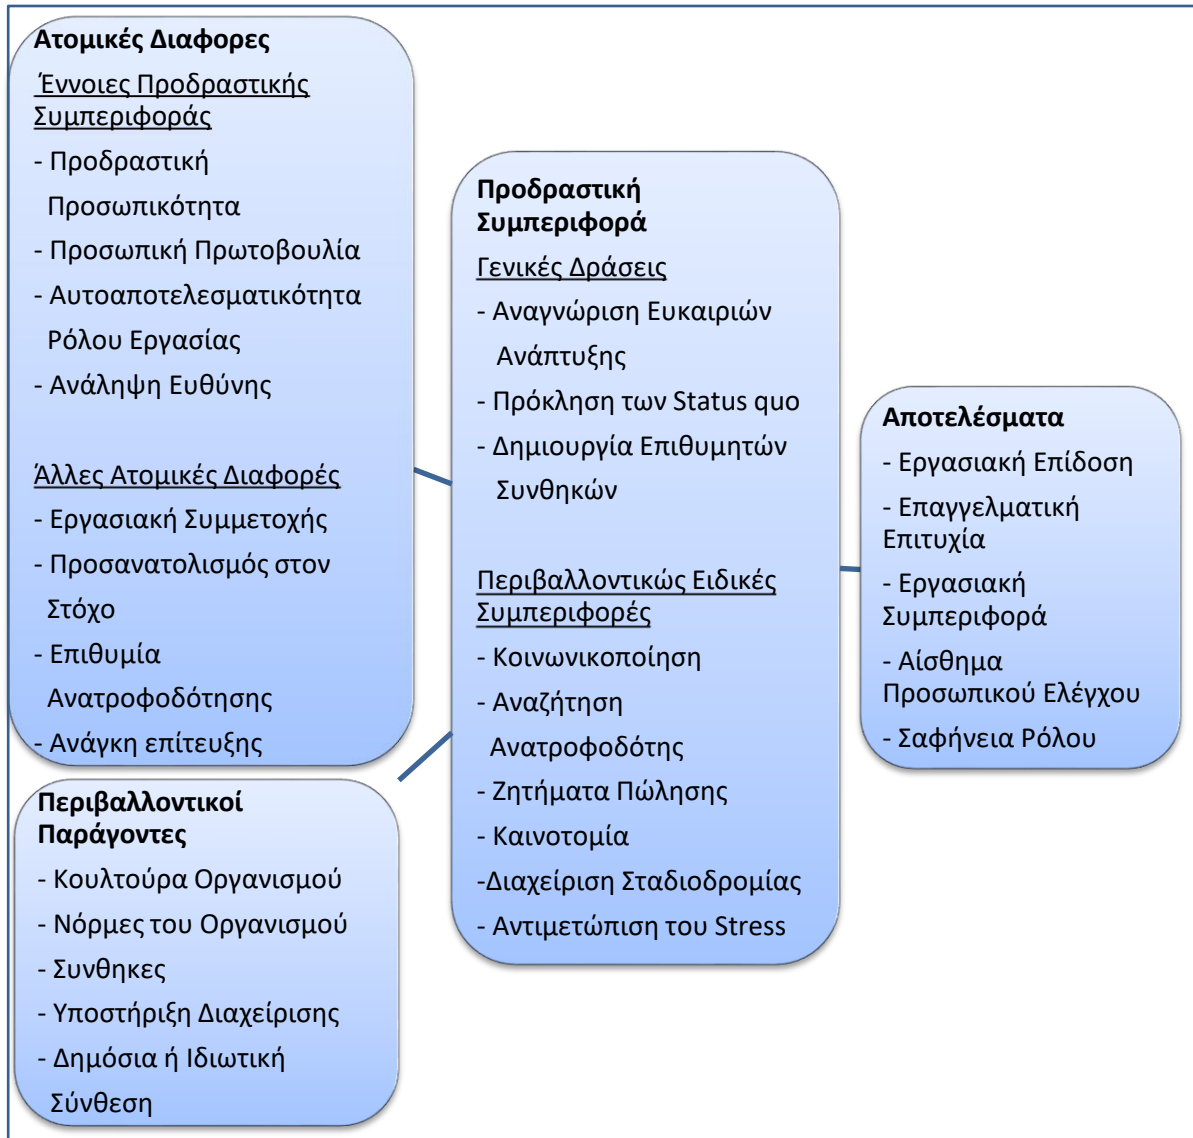 Ατομικές Διαφορες
Έννοιες Προδραστικής
Συμπεριφοράς
- Προδραστική
Προσωπικότητα
- Προσωπική Πρωτοβουλία
- Αυτοαποτελεσματικότητα
Ρόλου Εργασίας
- Ανάληψη Ευθύνης
Άλλες Ατομικές Διαφορές
- Εργασιακή Συμμετοχής
- Προσανατολισμός στον
Στόχο
- Επιθυμία
Ανατροφοδότησης
- Ανάγκη επίτευξης
Περιβαλλοντικοί
Παράγοντες
- Κουλτούρα Οργανισμού
- Νόρμες του Οργανισμού
- Συνθηκες
- Υποστήριξη Διαχείρισης
- Δημόσια ή Ιδιωτική
Σύνθεση
Προδραστική
Συμπεριφορά
Γενικές Δράσεις
- Αναγνώριση Ευκαιριών
Ανάπτυξης
- Πρόκληση των Status quo
- Δημιουργία Επιθυμητών
Συνθηκών
Περιβαλλοντικώς Ειδικές
Συμπεριφορές
- Κοινωνικοποίηση
- Αναζήτηση
Ανατροφοδότης
- Ζητήματα Πώλησης
- Καινοτομία
-Διαχείριση Σταδιοδρομίας
- Αντιμετώπιση του Stress
Αποτελέσματα
- Εργασιακή Επίδοση
- Επαγγελματική
Επιτυχία
- Εργασιακή
Συμπεριφορά
- Αίσθημα
Προσωπικού Ελέγχου
- Σαφήνεια Ρόλου